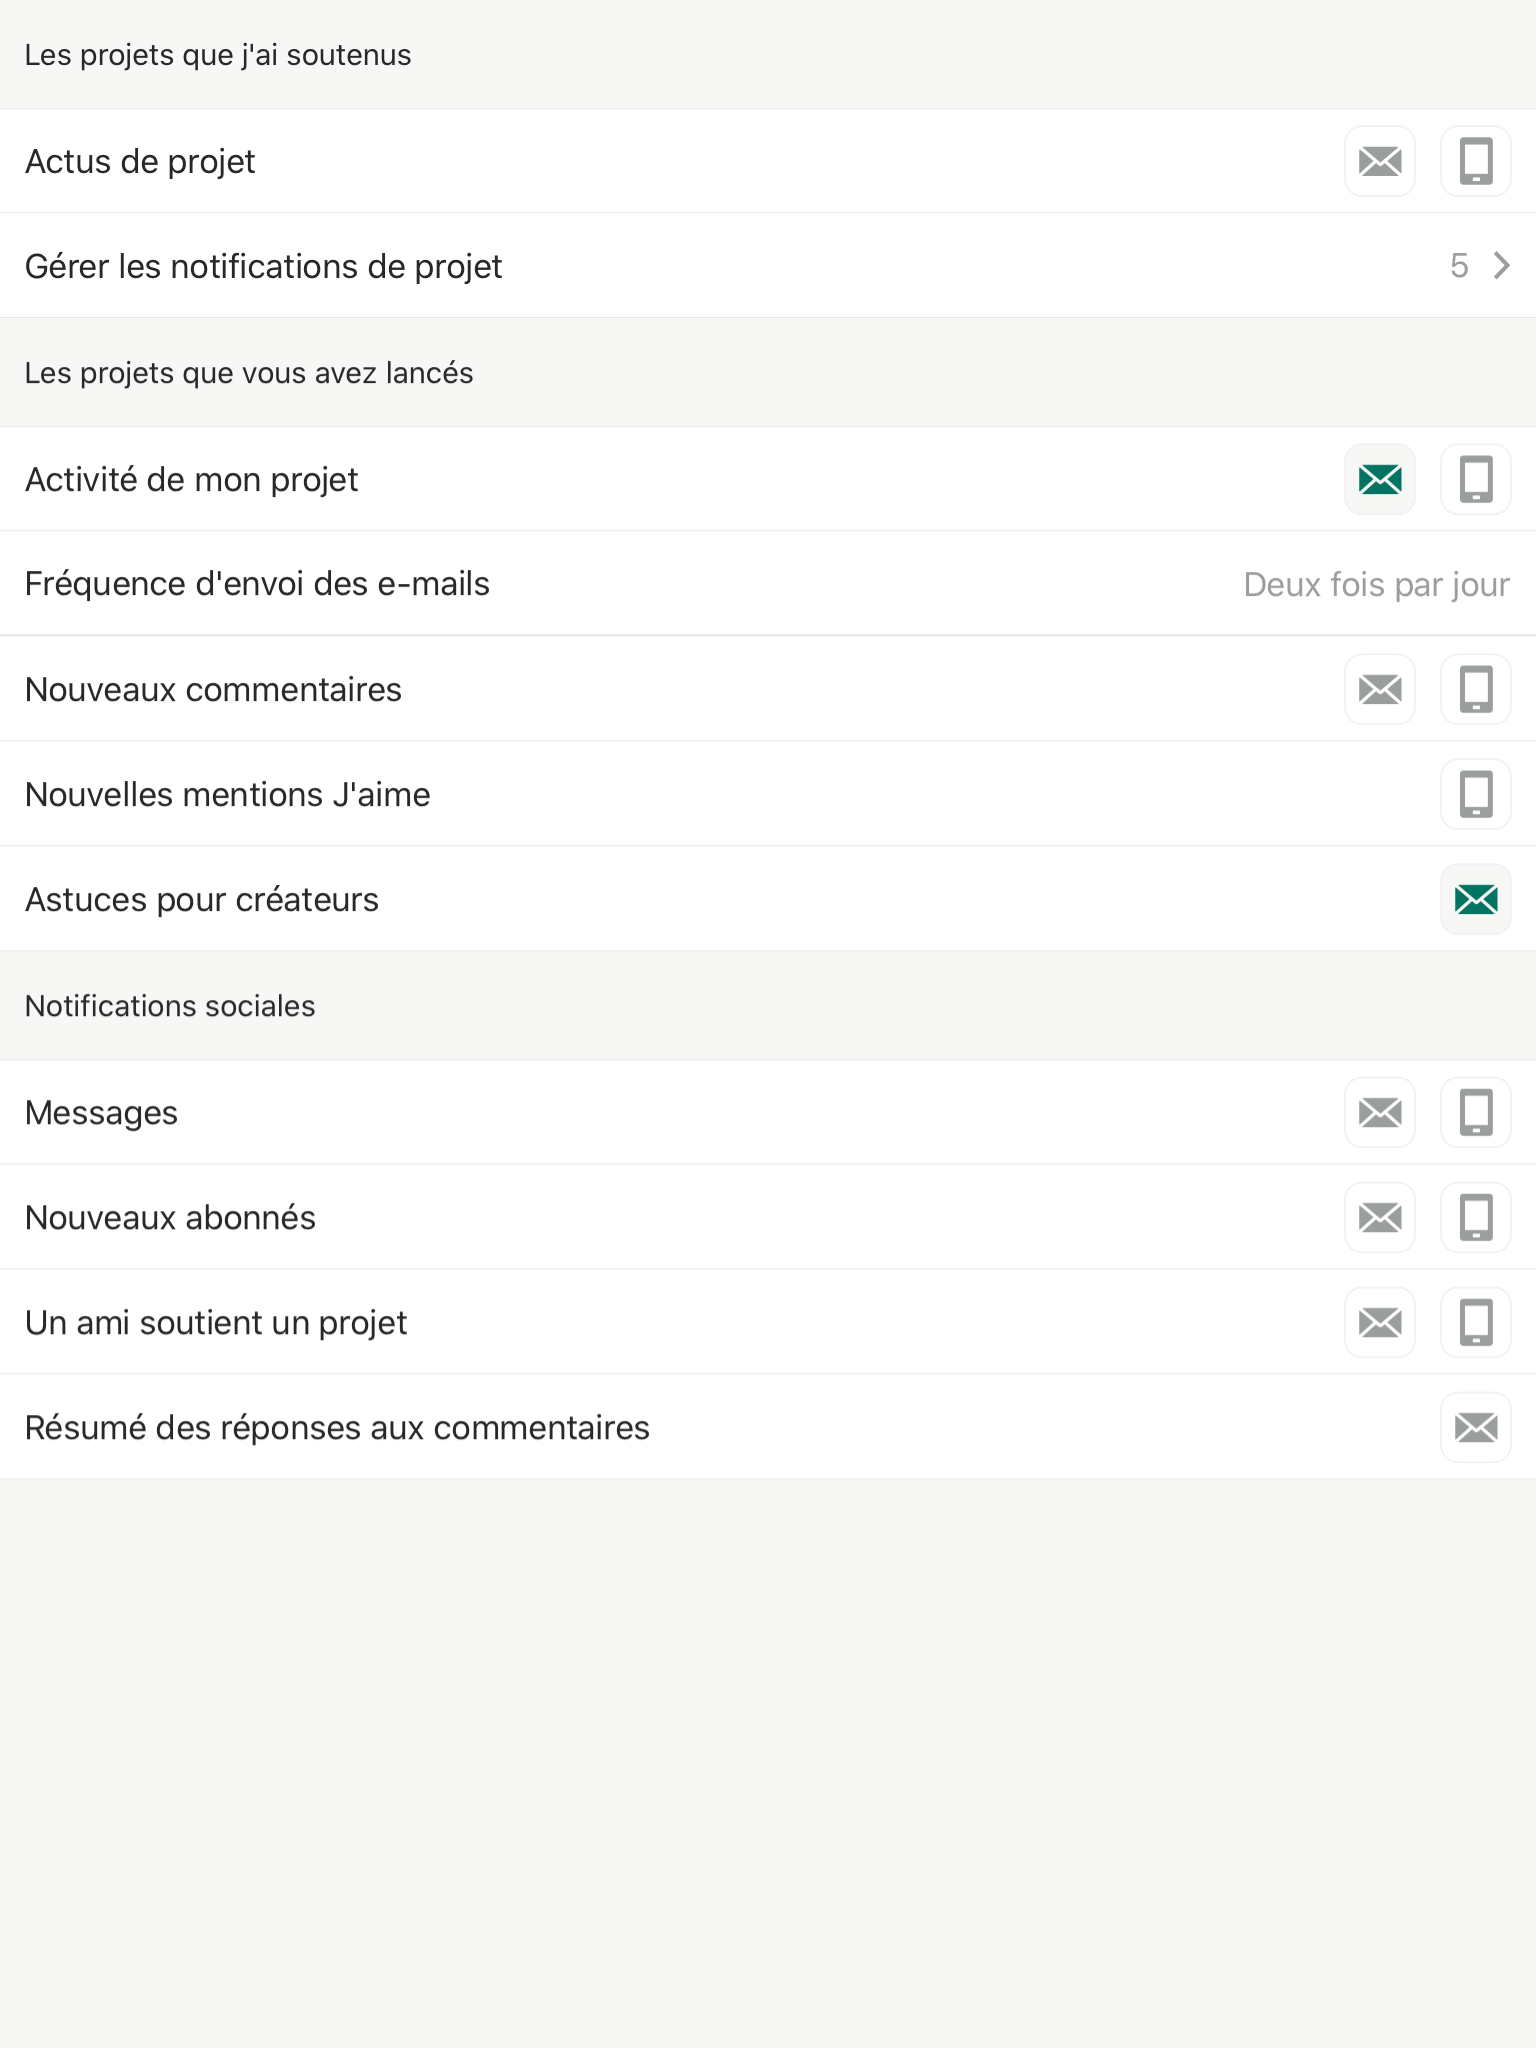 Les projets que j'ai soutenus
Actus de projet
Gérer les notifications de projet 5
Les projets que vous avez lancés
Activité de mon projet
Fréquence d'envoi des e-mails Deux fois par jour
Nouveaux commentaires
Nouvelles mentions J'aime
Astuces pour créateurs
Notifications sociales
Messages
Nouveaux abonnés
Un ami soutient un projet
Résumé des réponses aux commentaires